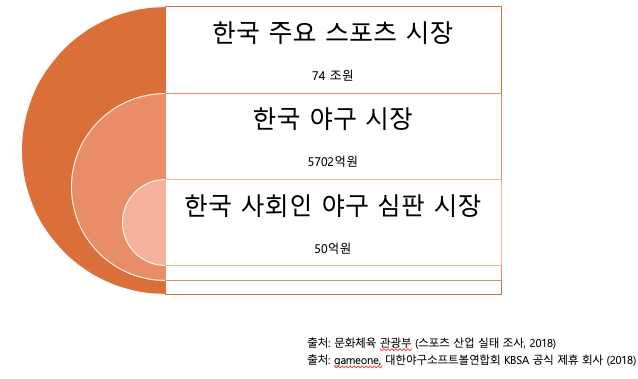 한국 주요 스포츠 시장
74 조원
한국 야구 시장
5702억원
한국 사회인 야구 심판 시장
50억원
출처: 문화체육 관광부 (스포츠 산업 실태 조사, 2018)
출처: gameone, 대한야구소프트볼연합회 KBSA 공식 제휴 회사 (2018)